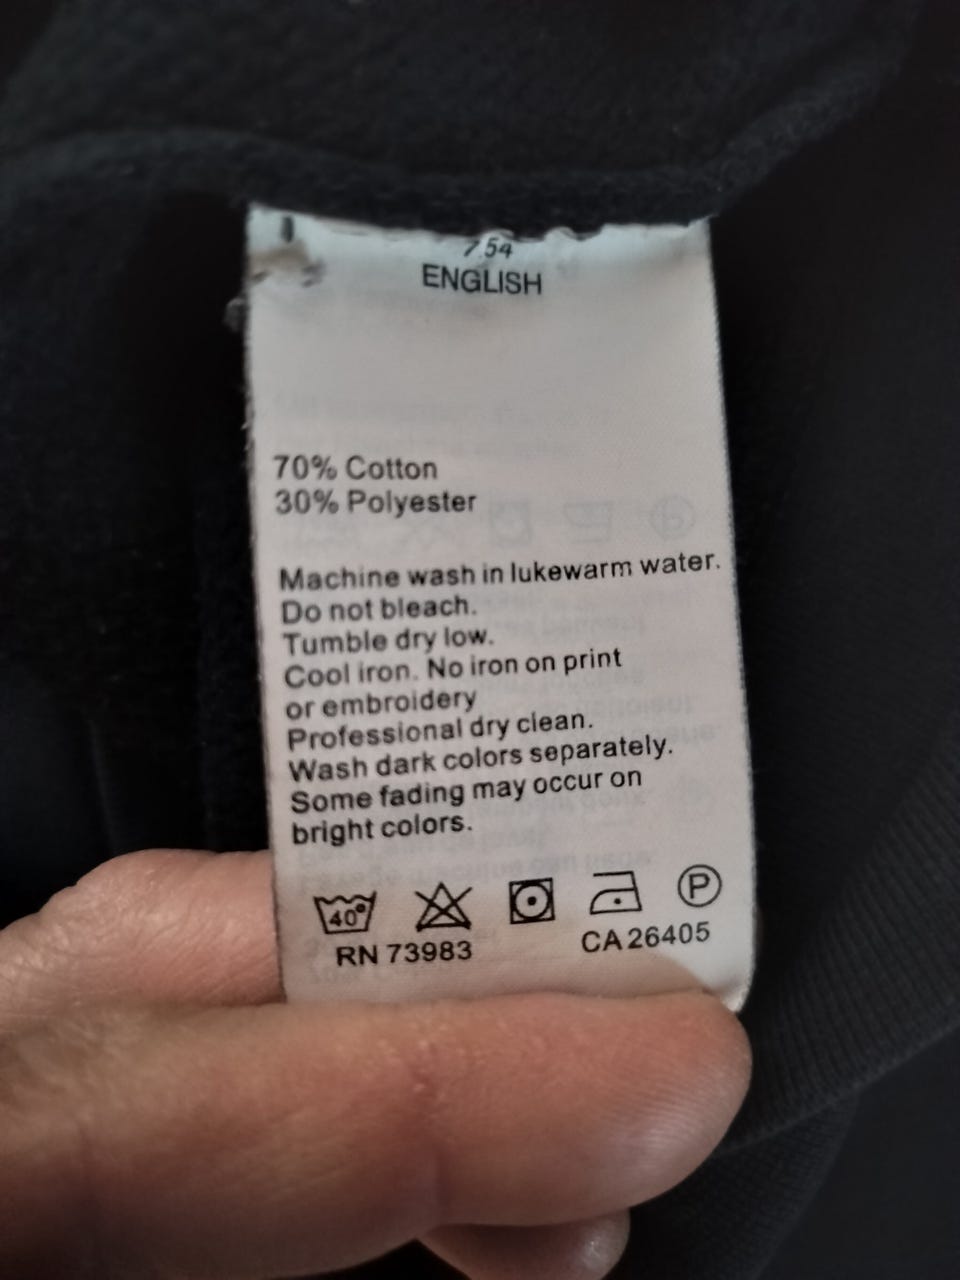 7.54
ENGLISH
70% Cotton
30% Polyester
Machine wash in lukewarm water.
Do not bleach.
Tumble dry low.
Cool iron. No iron on print
or embroidery
Professional dry clean.
Wash dark colors separately.
Some fading may occur on
bright colors.
40° P
RN 73983 CA 26405